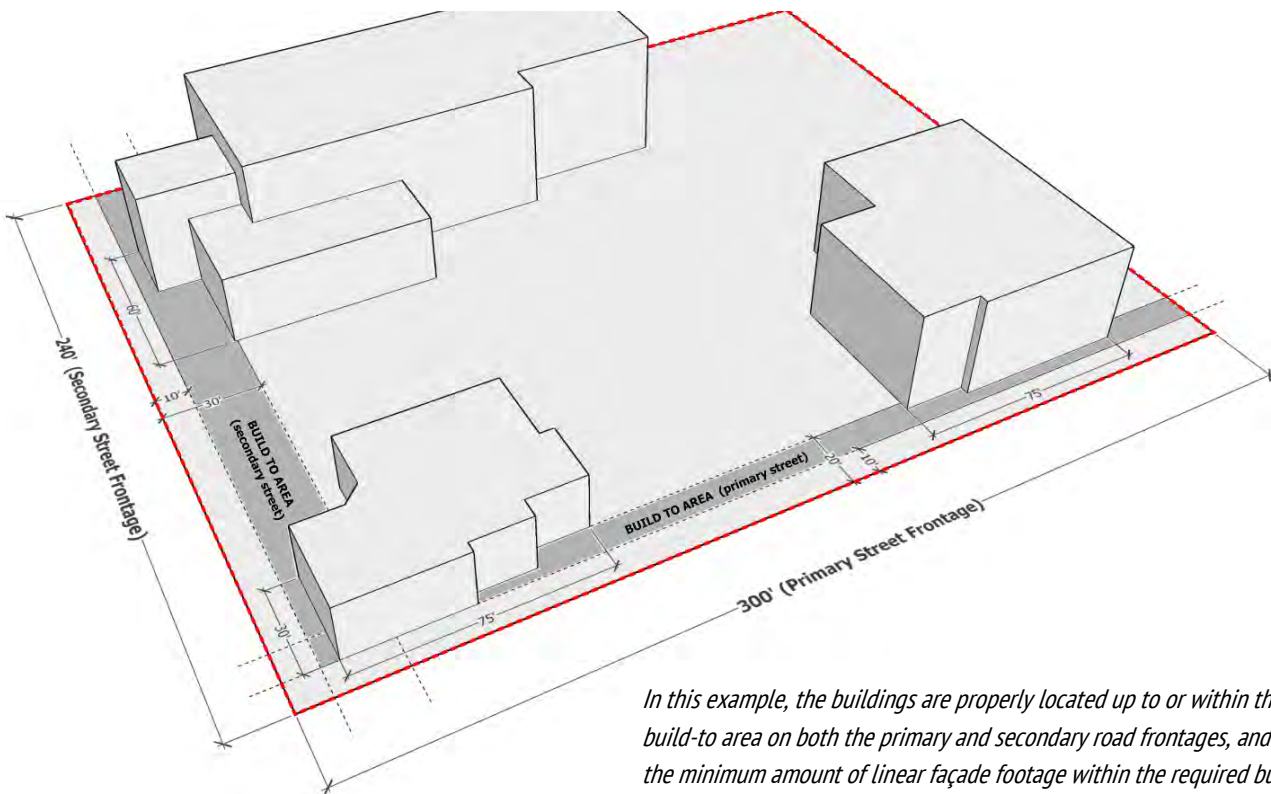 60'
240' (Secondary Street Frontage)
10'
30'
BUILD TO AREA
(secondary street)
30'
75'
BUILD TO AREA (primary street)
20'
10'
75'
300' (Primary Street Frontage)
In this example, the buildings are properly located up to or within th
build-to area on both the primary and secondary road frontages, and
the minimum amount of linear façade footage within the required bu